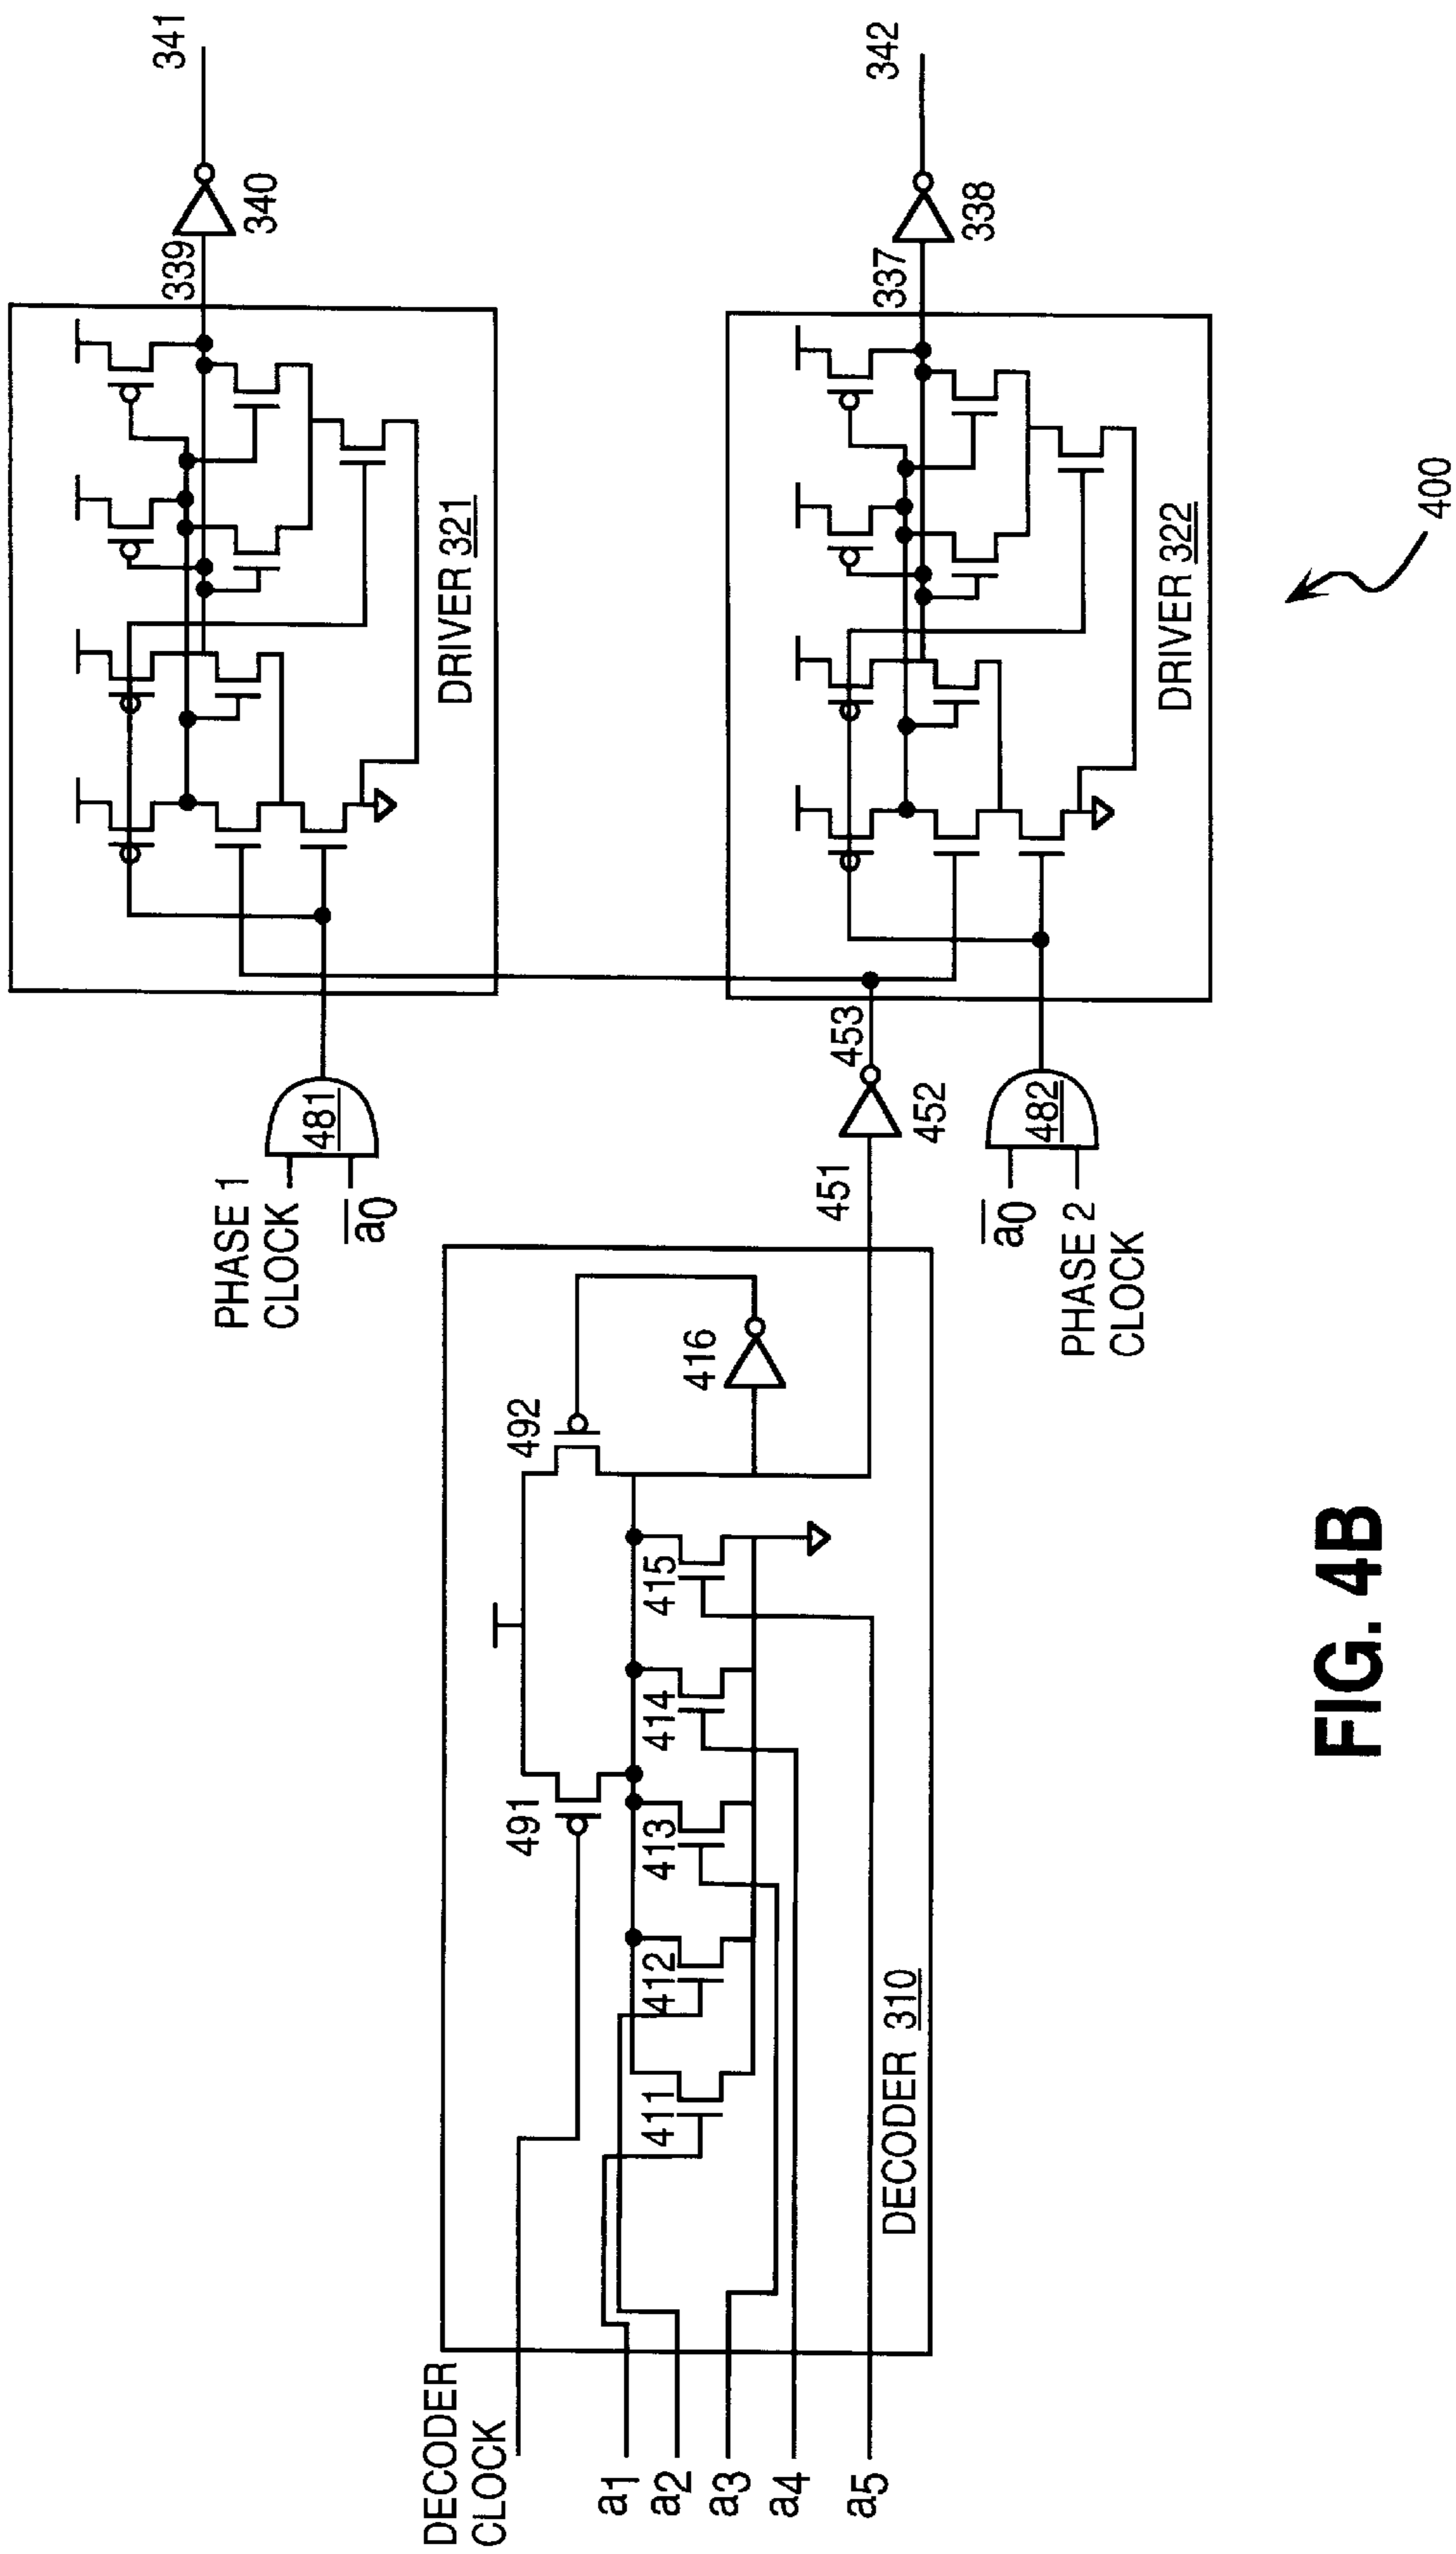 DECODER
CLOCK
a1
a2
a3
a4
a5
491
492
411
412
413
414
415
416
DECODER 310
451
452
453
PHASE 1
CLOCK
a0
481
a0
482
PHASE 2
CLOCK
DRIVER 321
339
340
341
DRIVER 322
337
338
342
400
FIG. 4B